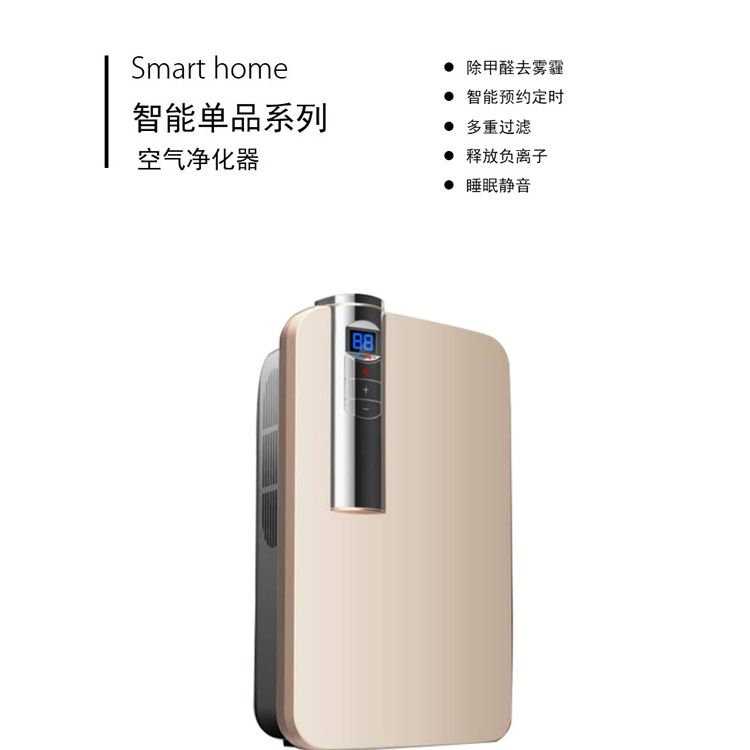 Smart home
智能单品系列
空气净化器
除甲醛去雾霾
智能预约定时
多重过滤
释放负离子
睡眠静音
88
+
-